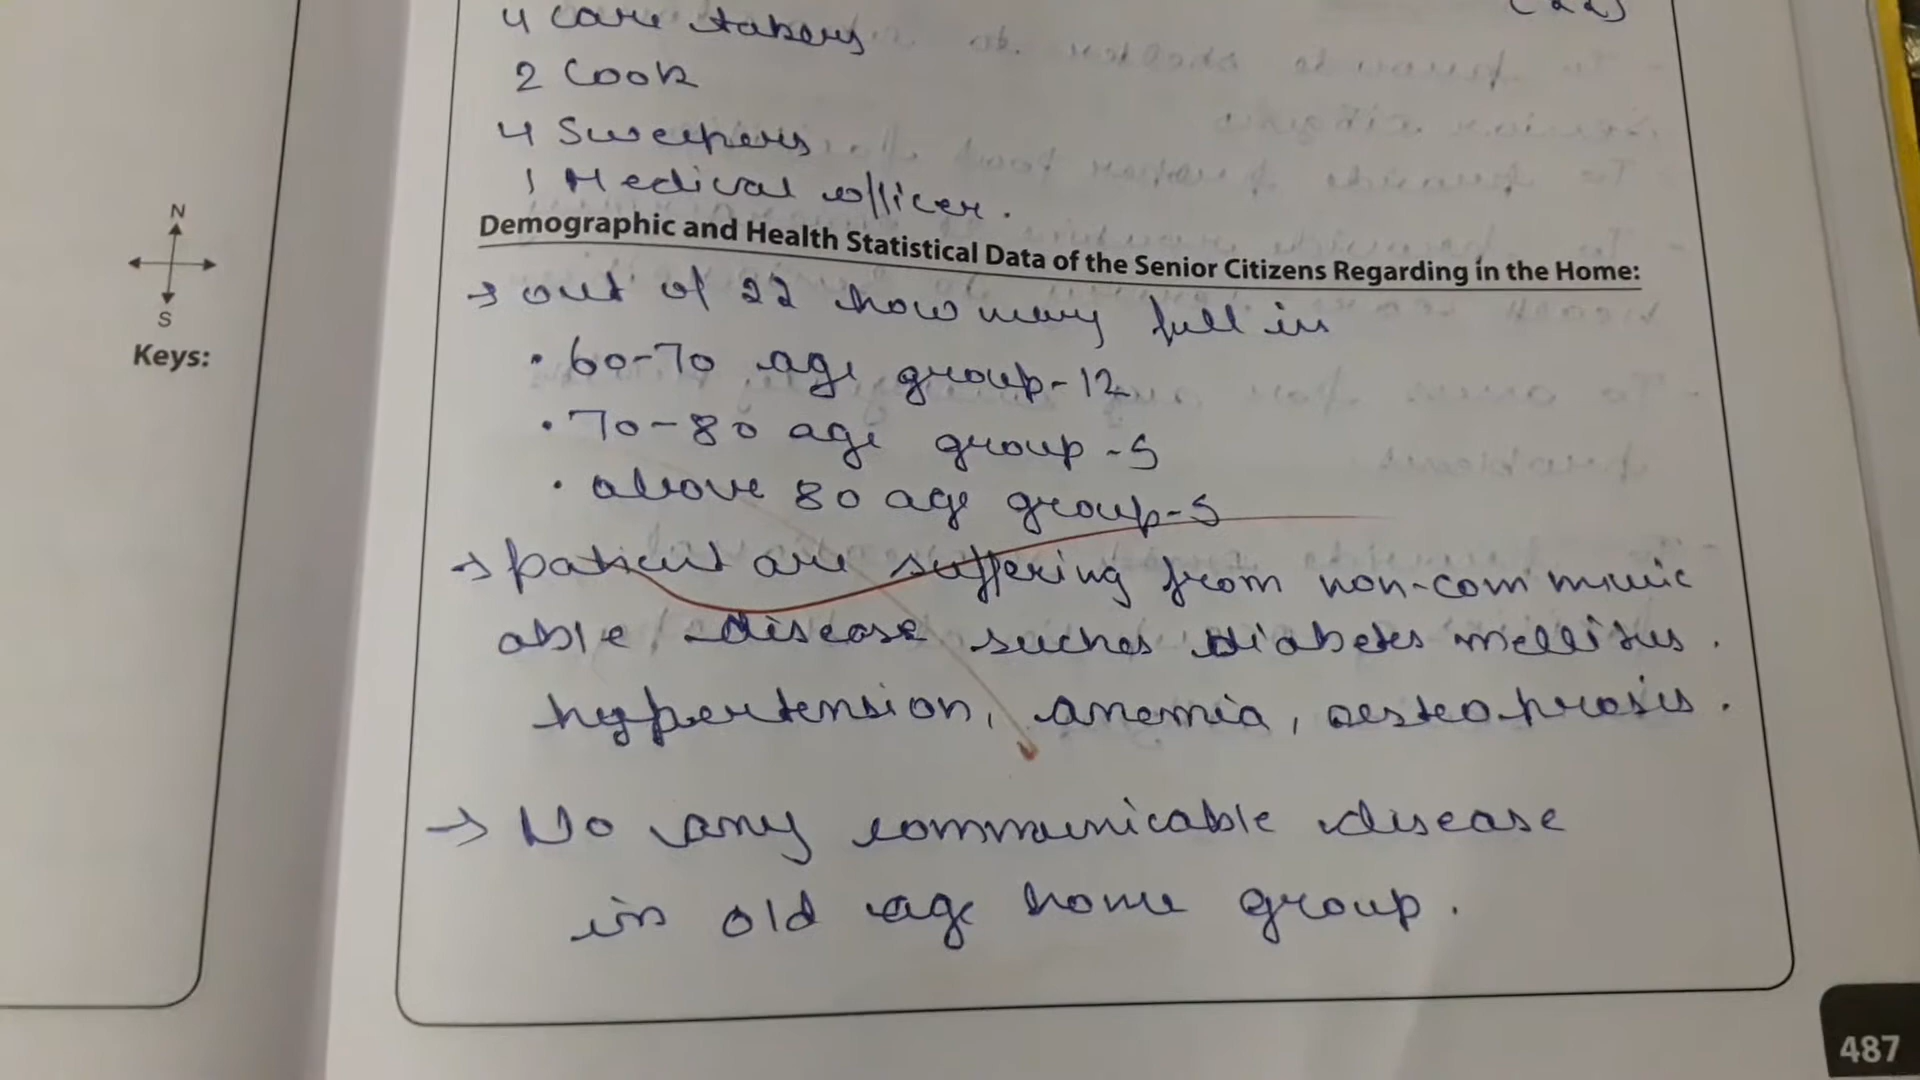 (22)
4 care takers
2 Cook
4 Sweepers
1 Medical officer.
Demographic and Health Statistical Data of the Senior Citizens Regarding in the Home:
→ out of 22 how many fall in
• 60-70 age group-12
• 70-80 age group-5
• above 80 age group-5
→ patient are suffering from non-communic
able disease suchas diabetes mellitus.
hypertension, anemia, oesteoprosis.
→ No any communicable disease
in old age home group.
N
S
Keys:
487